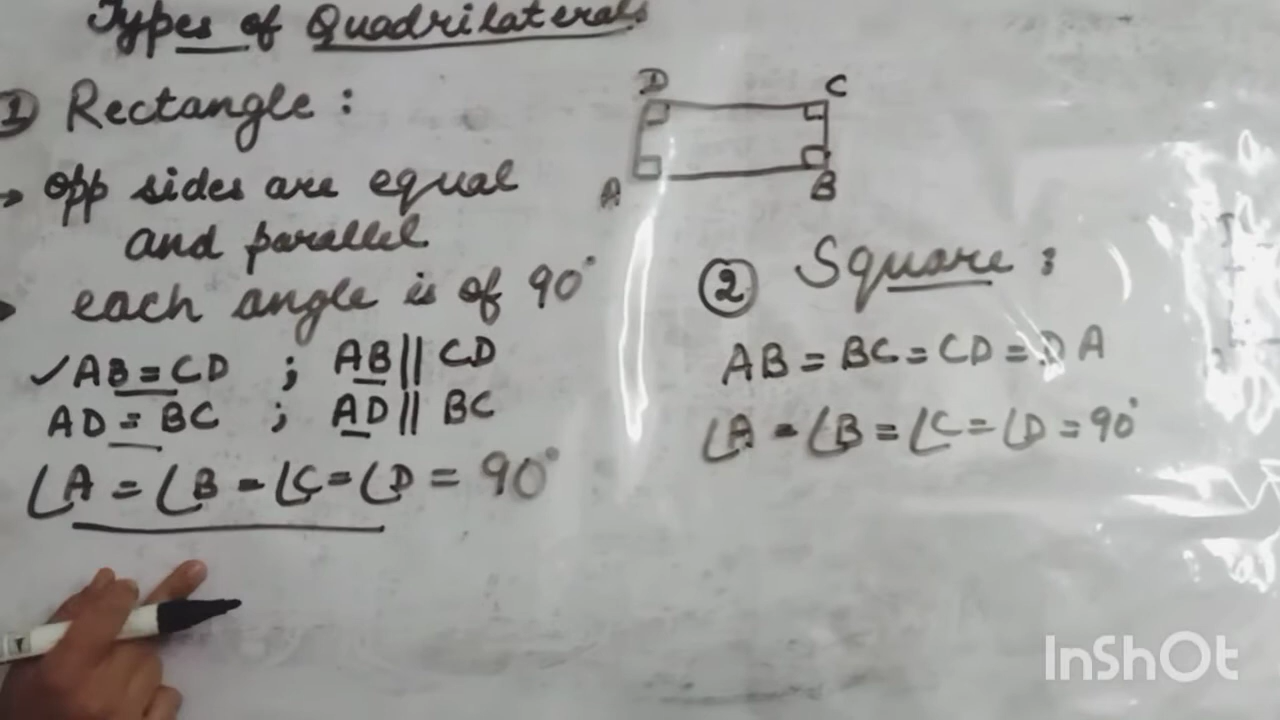 Types of Quadrilaterals
1 Rectangle :
→ opp sides are equal
and parallel
each angle is of 90°
✓AB = CD ; AB || CD
AD = BC ; AD || BC
∠A = ∠B = ∠C = ∠D = 90°
D C
A B
2 Square :
AB = BC = CD = DA
∠A = ∠B = ∠C = ∠D = 90°
InShOt